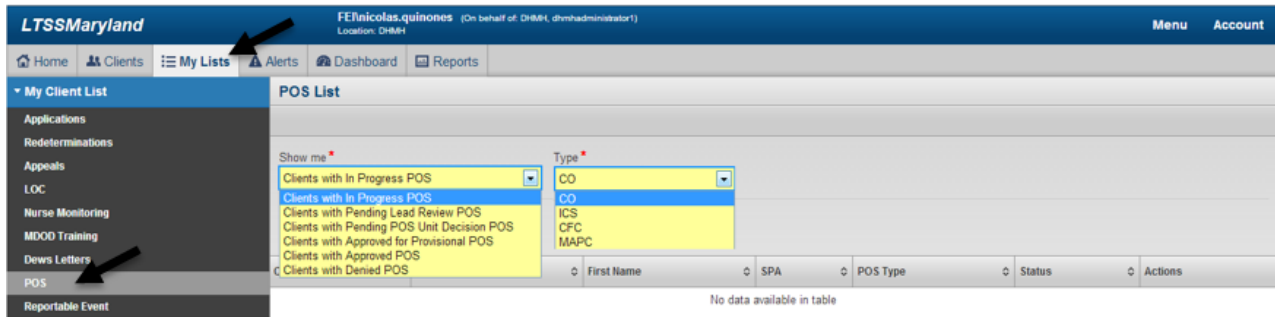 LTSSMaryland
FEI\nicolas.quinones (On behalf of: DHMH, dhmhadministrator1)
Location: DHMH
Menu Account
Home Clients My Lists Alerts Dashboard Reports
My Client List
POS List
Applications
Redeterminations
Appeals
LOC
Nurse Monitoring
MDOD Training
Dews Letters
POS
Reportable Event
Show me *
Clients with In Progress POS
Clients with In Progress POS
Clients with Pending Lead Review POS
Clients with Pending POS Unit Decision POS
Clients with Approved for Provisional POS
Clients with Approved POS
Clients with Denied POS
Type *
CO
CO
ICS
CFC
MAPC
First Name SPA POS Type Status Actions
No data available in table